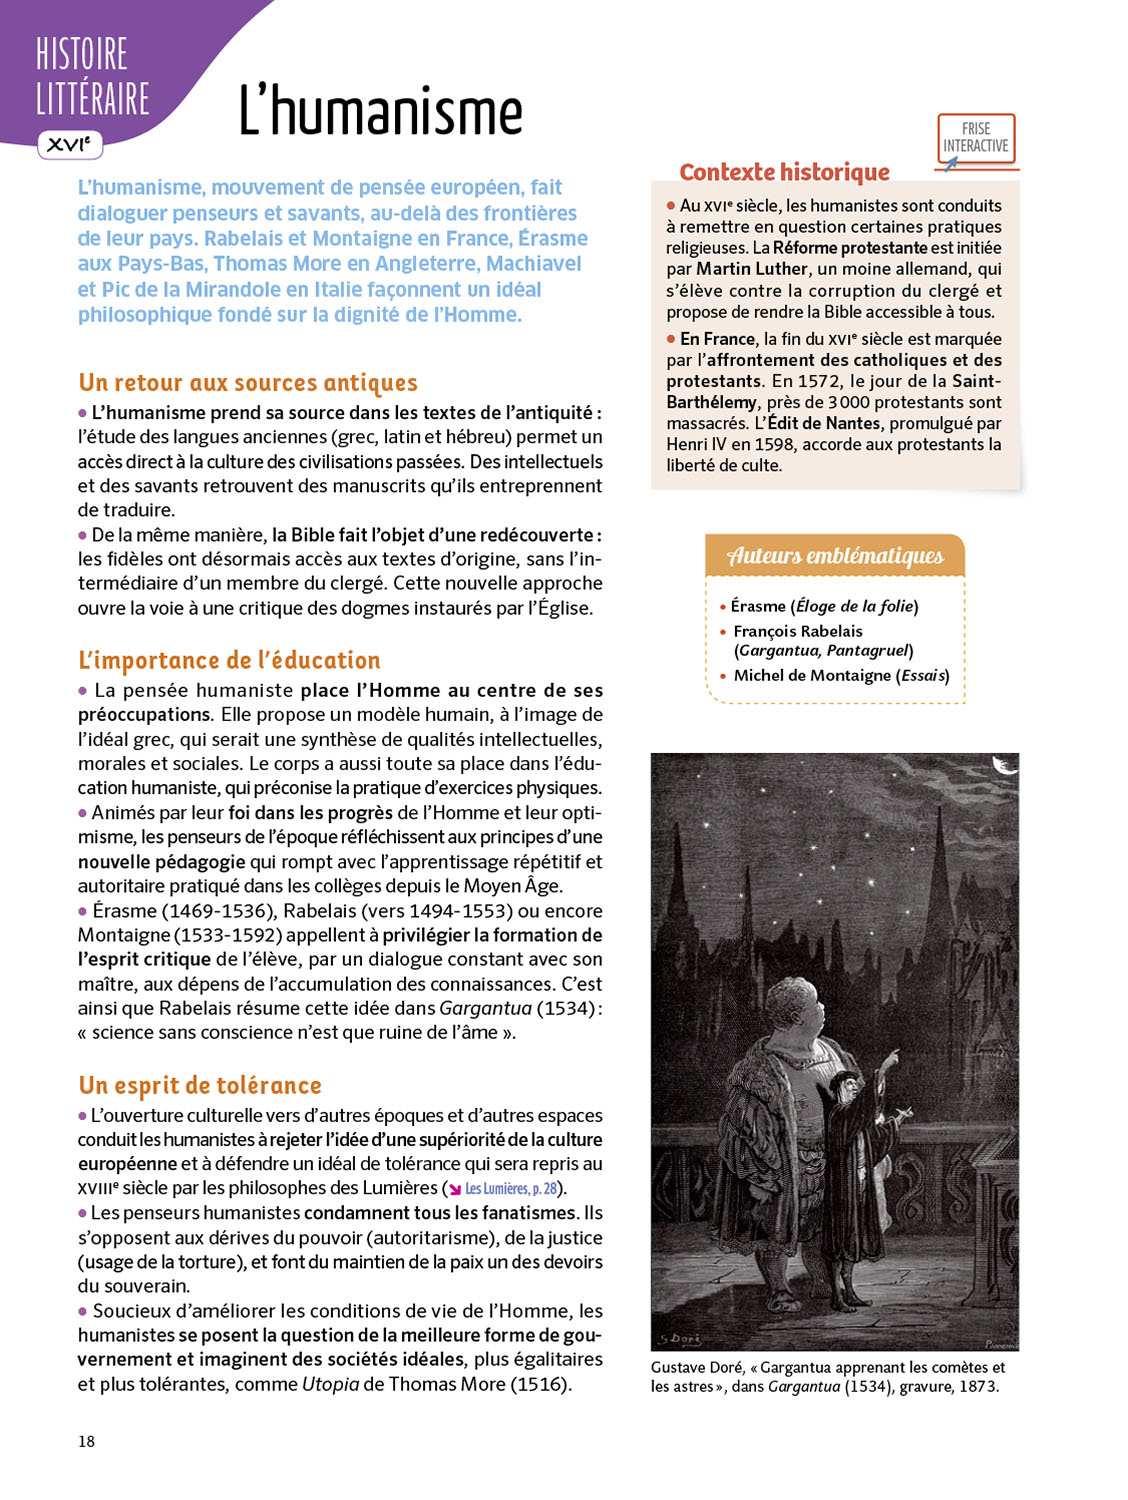 HISTOIRE
LITTÉRAIRE
XVIe
L’humanisme
L’humanisme, mouvement de pensée européen, fait
dialoguer penseurs et savants, au-delà des frontières
de leur pays. Rabelais et Montaigne en France, Érasme
aux Pays-Bas, Thomas More en Angleterre, Machiavel
et Pic de la Mirandole en Italie façonnent un idéal
philosophique fondé sur la dignité de l’Homme.
Un retour aux sources antiques
• L’humanisme prend sa source dans les textes de l’antiquité :
l’étude des langues anciennes (grec, latin et hébreu) permet un
accès direct à la culture des civilisations passées. Des intellectuels
et des savants retrouvent des manuscrits qu’ils entreprennent
de traduire.
• De la même manière, la Bible fait l’objet d’une redécouverte :
les fidèles ont désormais accès aux textes d’origine, sans l’in-
termédiaire d’un membre du clergé. Cette nouvelle approche
ouvre la voie à une critique des dogmes instaurés par l’Église.
L’importance de l’éducation
• La pensée humaniste place l’Homme au centre de ses
préoccupations. Elle propose un modèle humain, à l’image de
l’idéal grec, qui serait une synthèse de qualités intellectuelles,
morales et sociales. Le corps a aussi toute sa place dans l’édu-
cation humaniste, qui préconise la pratique d’exercices physiques.
• Animés par leur foi dans les progrès de l’Homme et leur opti-
misme, les penseurs de l’époque réfléchissent aux principes d’une
nouvelle pédagogie qui rompt avec l’apprentissage répétitif et
autoritaire pratiqué dans les collèges depuis le Moyen Âge.
• Érasme (1469-1536), Rabelais (vers 1494-1553) ou encore
Montaigne (1533-1592) appellent à privilégier la formation de
l’esprit critique de l’élève, par un dialogue constant avec son
maître, aux dépens de l’accumulation des connaissances. C’est
ainsi que Rabelais résume cette idée dans Gargantua (1534) :
« science sans conscience n’est que ruine de l’âme ».
Un esprit de tolérance
• L’ouverture culturelle vers d’autres époques et d’autres espaces
conduit les humanistes à rejeter l’idée d’une supériorité de la culture
européenne et à défendre un idéal de tolérance qui sera repris au
XVIIIe siècle par les philosophes des Lumières (➘ Les Lumières, p. 28).
• Les penseurs humanistes condamnent tous les fanatismes. Ils
s’opposent aux dérives du pouvoir (autoritarisme), de la justice
(usage de la torture), et font du maintien de la paix un des devoirs
du souverain.
• Soucieux d’améliorer les conditions de vie de l’Homme, les
humanistes se posent la question de la meilleure forme de gou-
vernement et imaginent des sociétés idéales, plus égalitaires
et plus tolérantes, comme Utopia de Thomas More (1516).
18
FRISE
INTERACTIVE
Contexte historique
• Au XVIe siècle, les humanistes sont conduits
à remettre en question certaines pratiques
religieuses. La Réforme protestante est initiée
par Martin Luther, un moine allemand, qui
s’élève contre la corruption du clergé et
propose de rendre la Bible accessible à tous.
• En France, la fin du XVIe siècle est marquée
par l’affrontement des catholiques et des
protestants. En 1572, le jour de la Saint-
Barthélemy, près de 3 000 protestants sont
massacrés. L’Édit de Nantes, promulgué par
Henri IV en 1598, accorde aux protestants la
liberté de culte.
Auteurs emblématiques
• Érasme (Éloge de la folie)
• François Rabelais
(Gargantua, Pantagruel)
• Michel de Montaigne (Essais)
G Doré
Gustave Doré, « Gargantua apprenant les comètes et
les astres », dans Gargantua (1534), gravure, 1873.